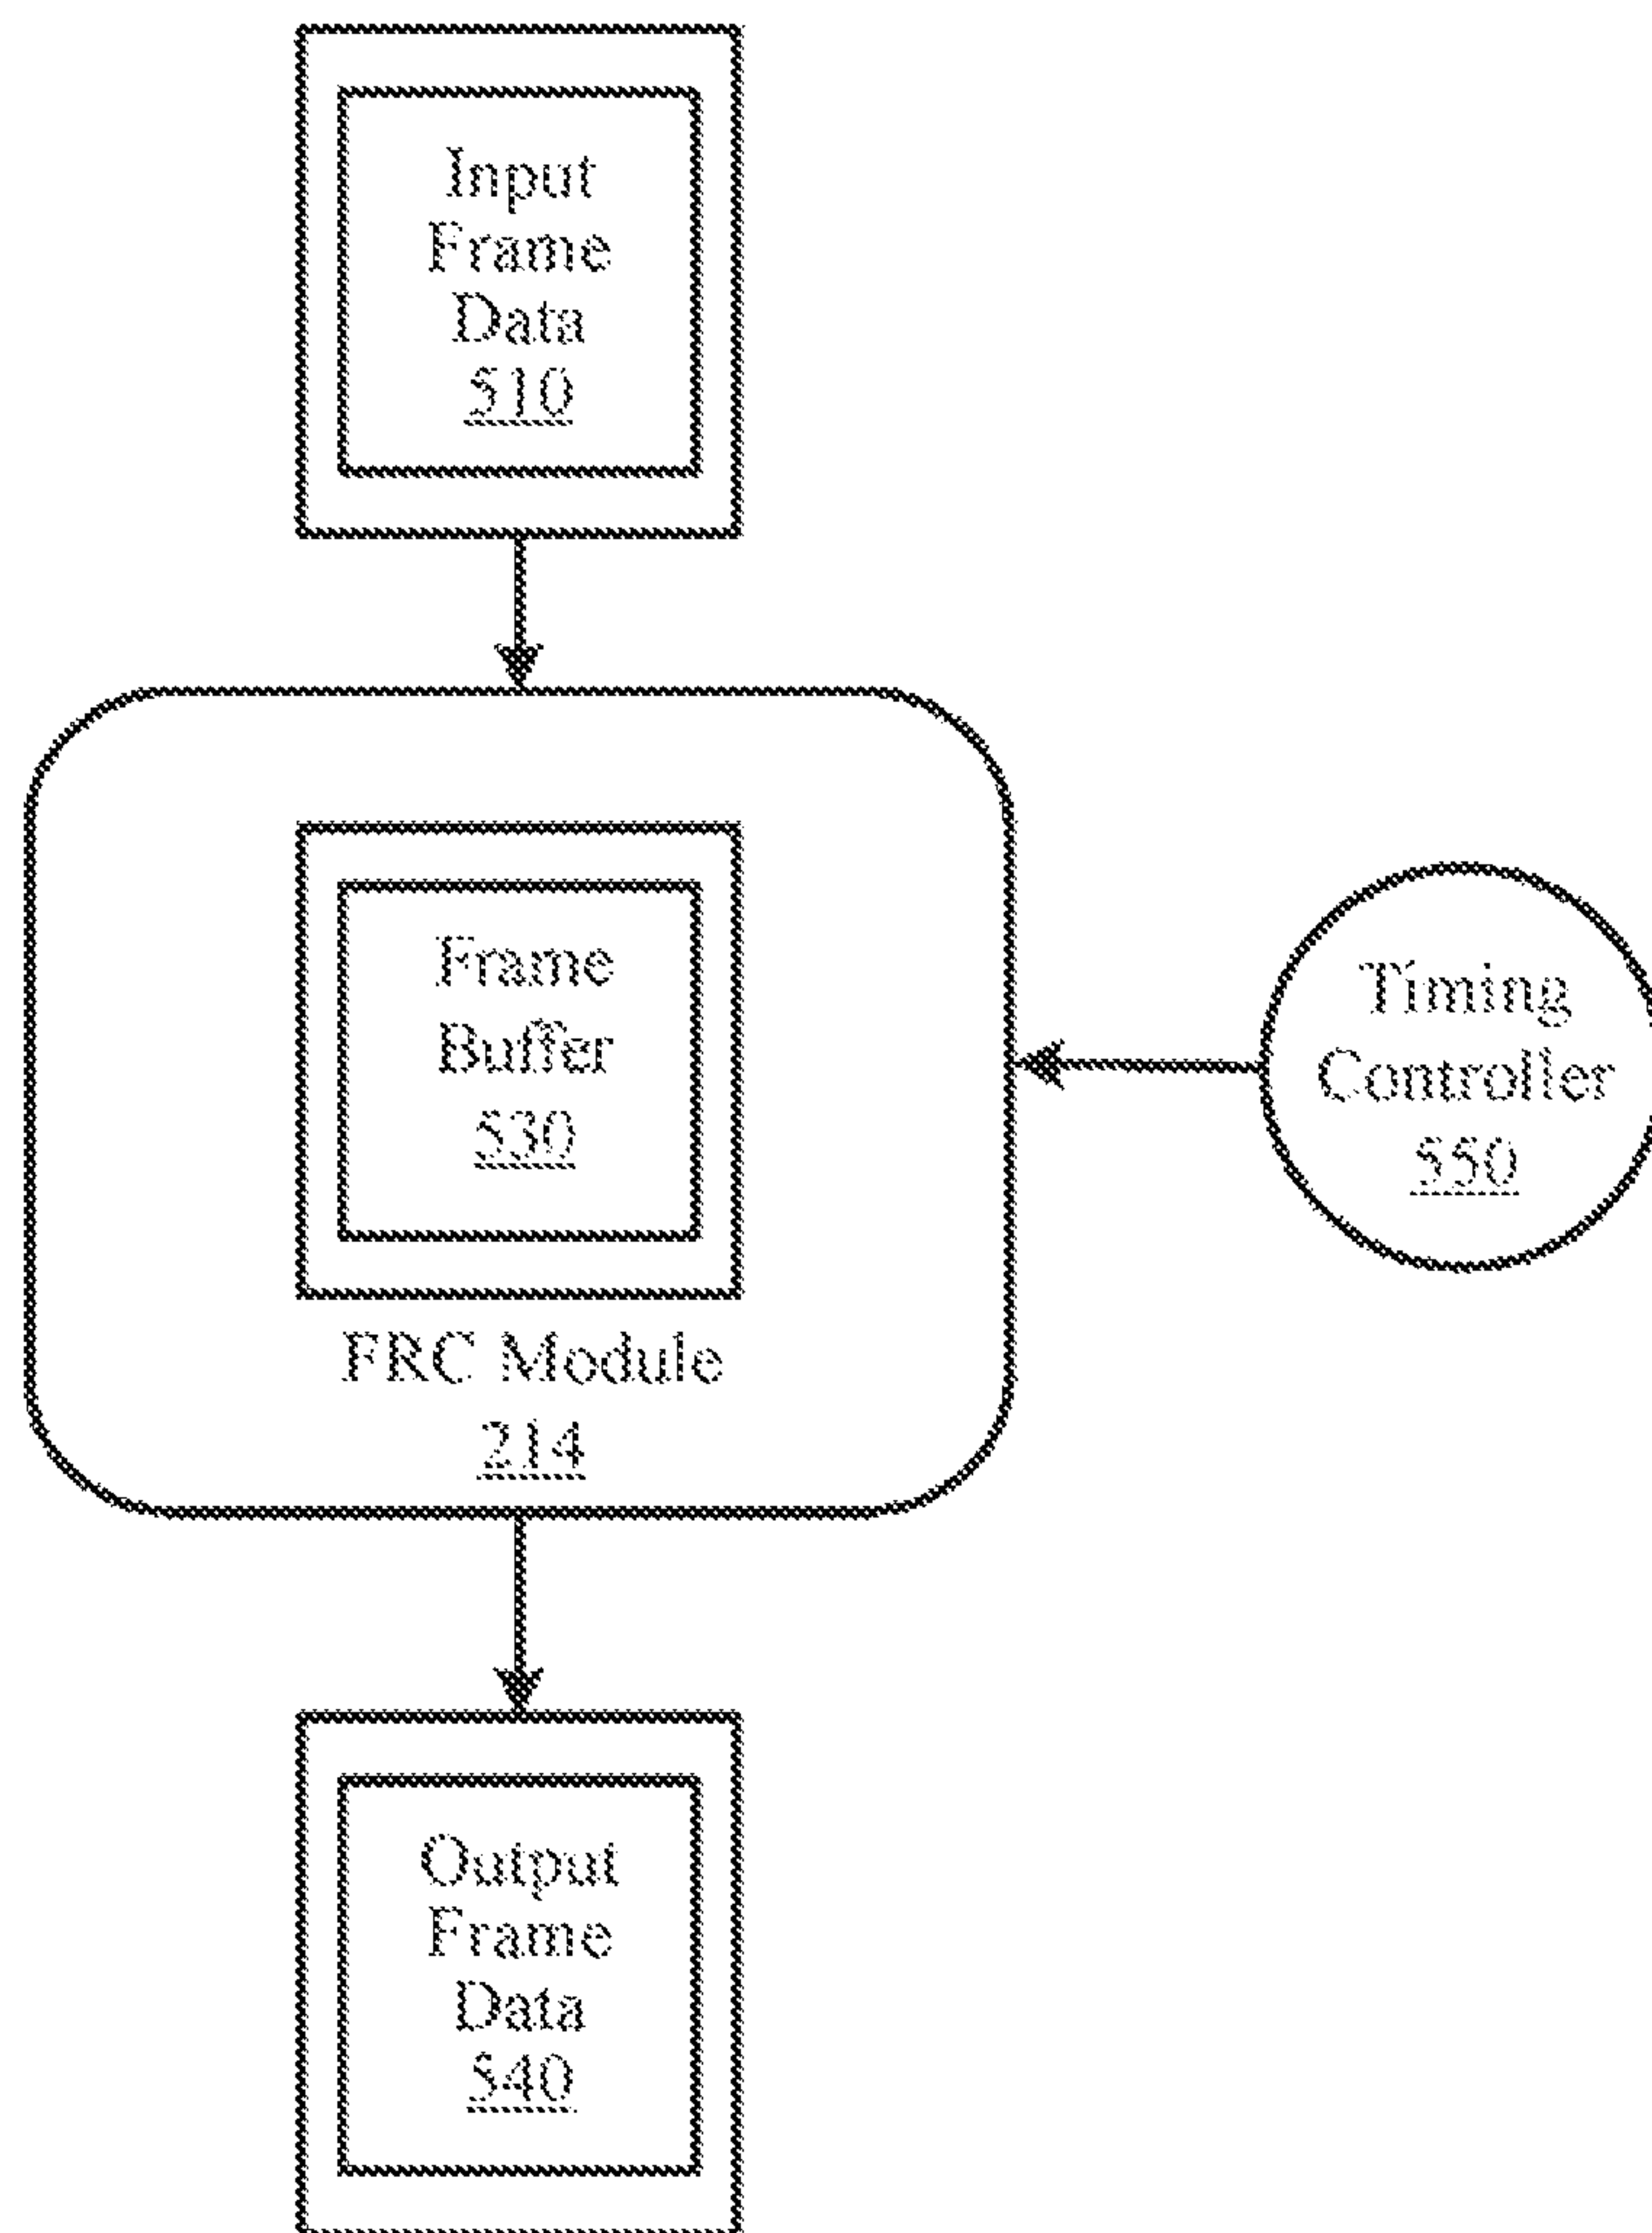 Input
Frame
Data
510
Frame
Buffer
530
FRC Module
214
Timing
Controller
550
Output
Frame
Data
540